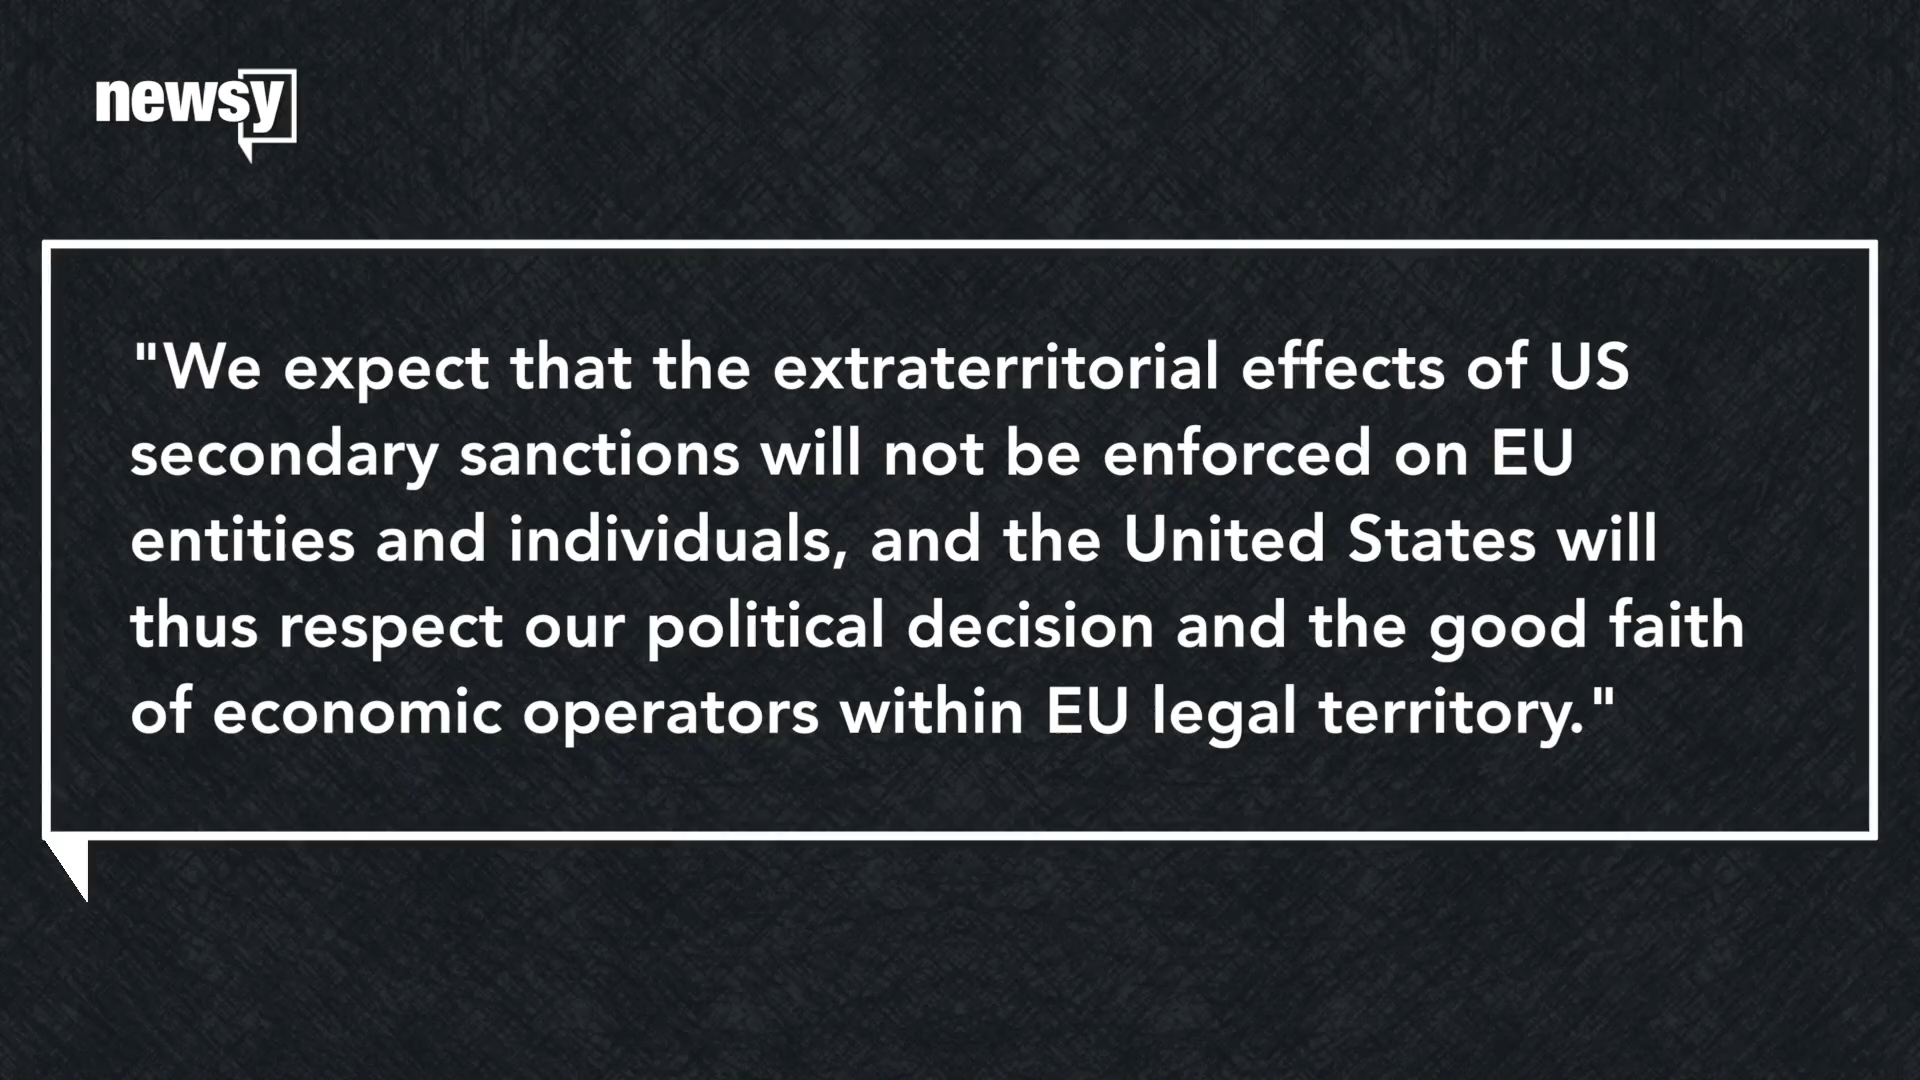 newsy
"We expect that the extraterritorial effects of US
secondary sanctions will not be enforced on EU
entities and individuals, and the United States will
thus respect our political decision and the good faith
of economic operators within EU legal territory."